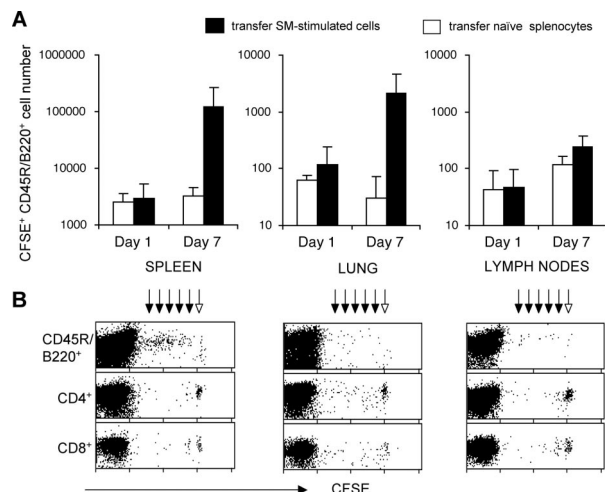 A
transfer SM-stimulated cells
transfer naïve splenocytes
CFSE⁺ CD45R/B220⁺ cell number
1000000
100000
10000
1000
Day 1 Day 7
SPLEEN
10000
1000
100
10
Day 1 Day 7
LUNG
1000
1000
100
10
Day 1 Day 7
LYMPH NODES
B
CD45R/
B220⁺
CD4⁺
CD8⁺
CFSE